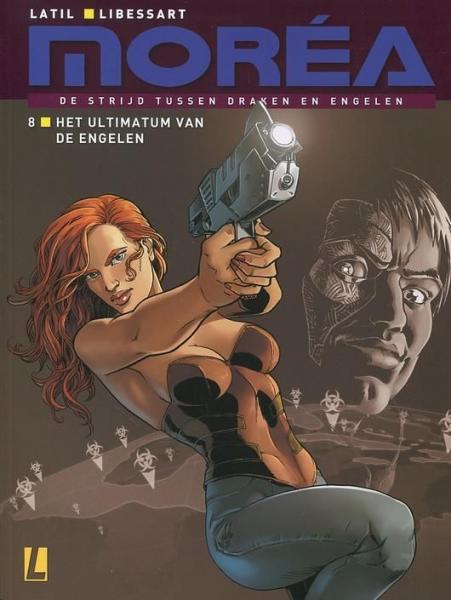 LATIL ■ LIBESSART
MORÉA
DE STRIJD TUSSEN DRAKEN EN ENGELEN
8 ■ HET ULTIMATUM VAN
DE ENGELEN
L